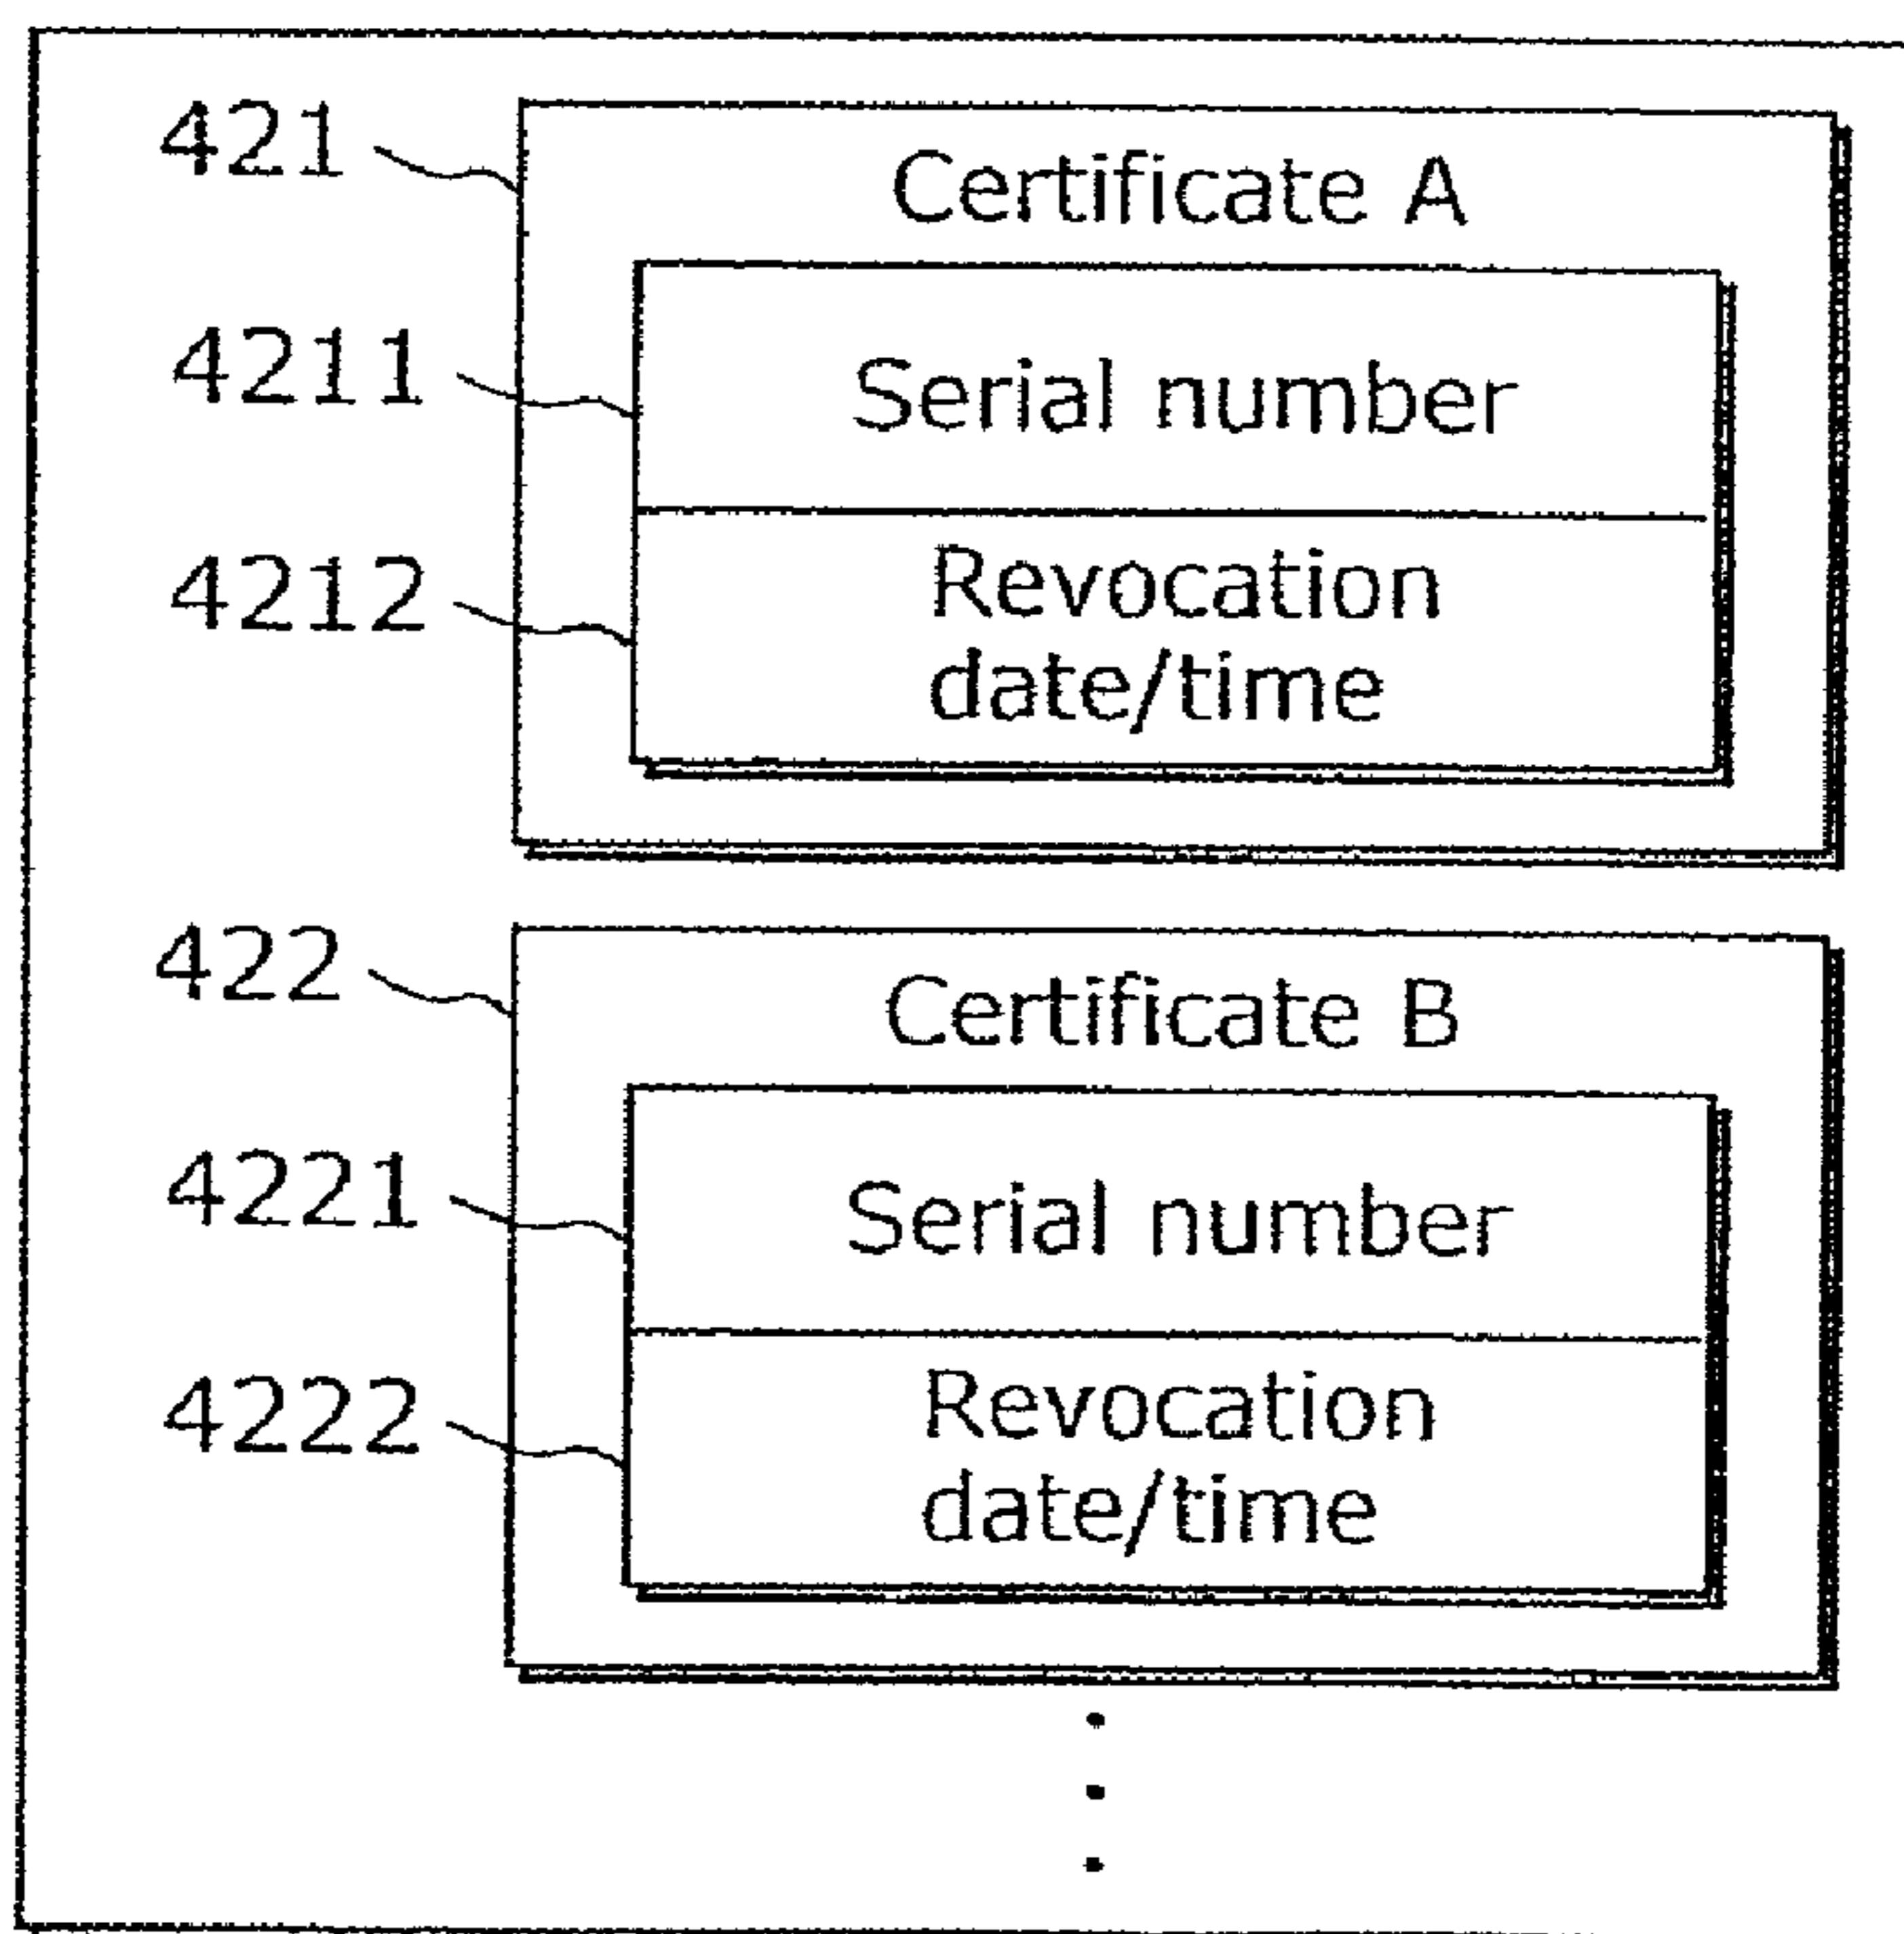 421
Certificate A
4211
Serial number
4212
Revocation
date/time
422
Certificate B
4221
Serial number
4222
Revocation
date/time